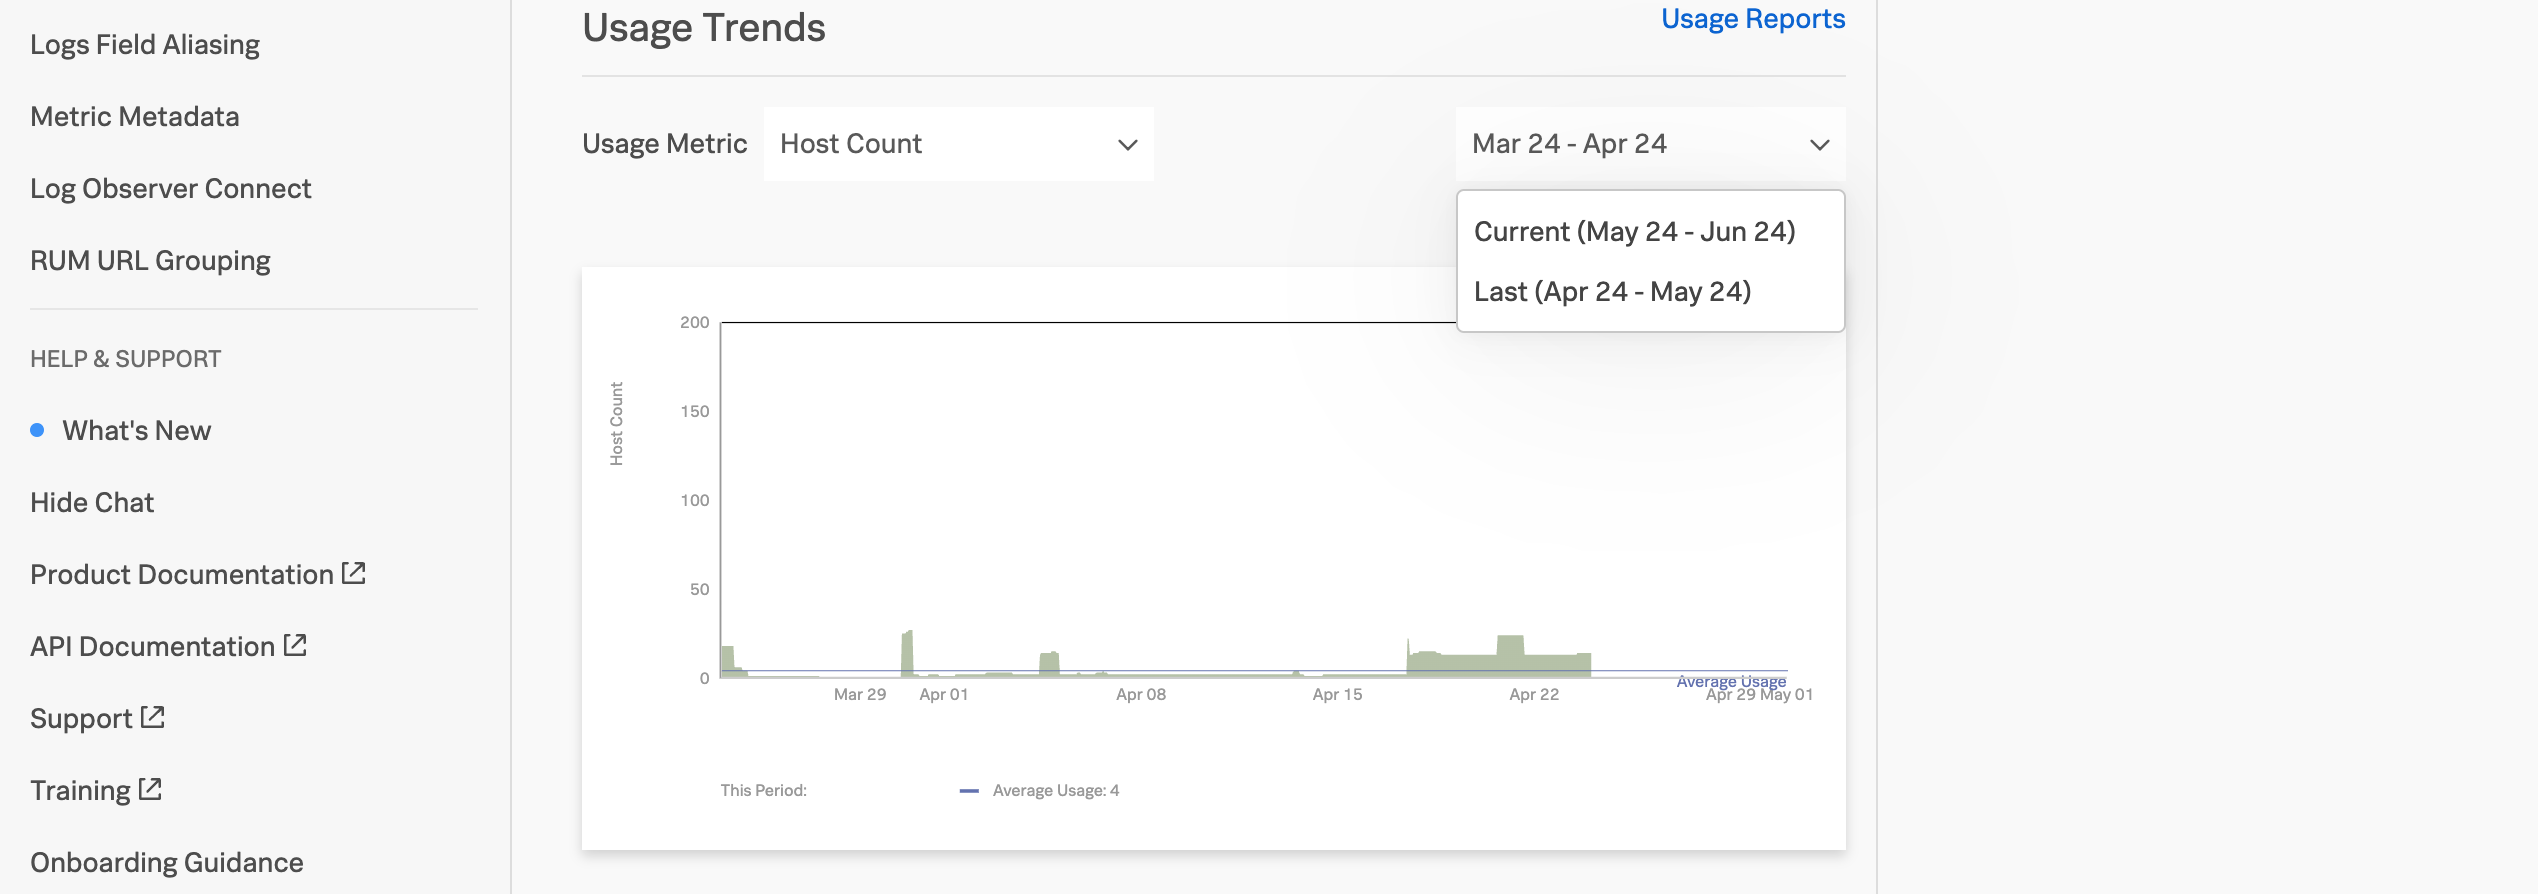 Logs Field Aliasing
Metric Metadata
Log Observer Connect
RUM URL Grouping
HELP & SUPPORT
What's New
Hide Chat
Product Documentation
API Documentation
Support
Training
Onboarding Guidance
Usage Trends
Usage Reports
Usage Metric
Host Count
Mar 24 - Apr 24
Current (May 24 - Jun 24)
Last (Apr 24 - May 24)
Host Count
200
150
100
50
0
Average Usage
Mar 29
Apr 01
Apr 08
Apr 15
Apr 22
Apr 29
May 01
This Period:
Average Usage: 4